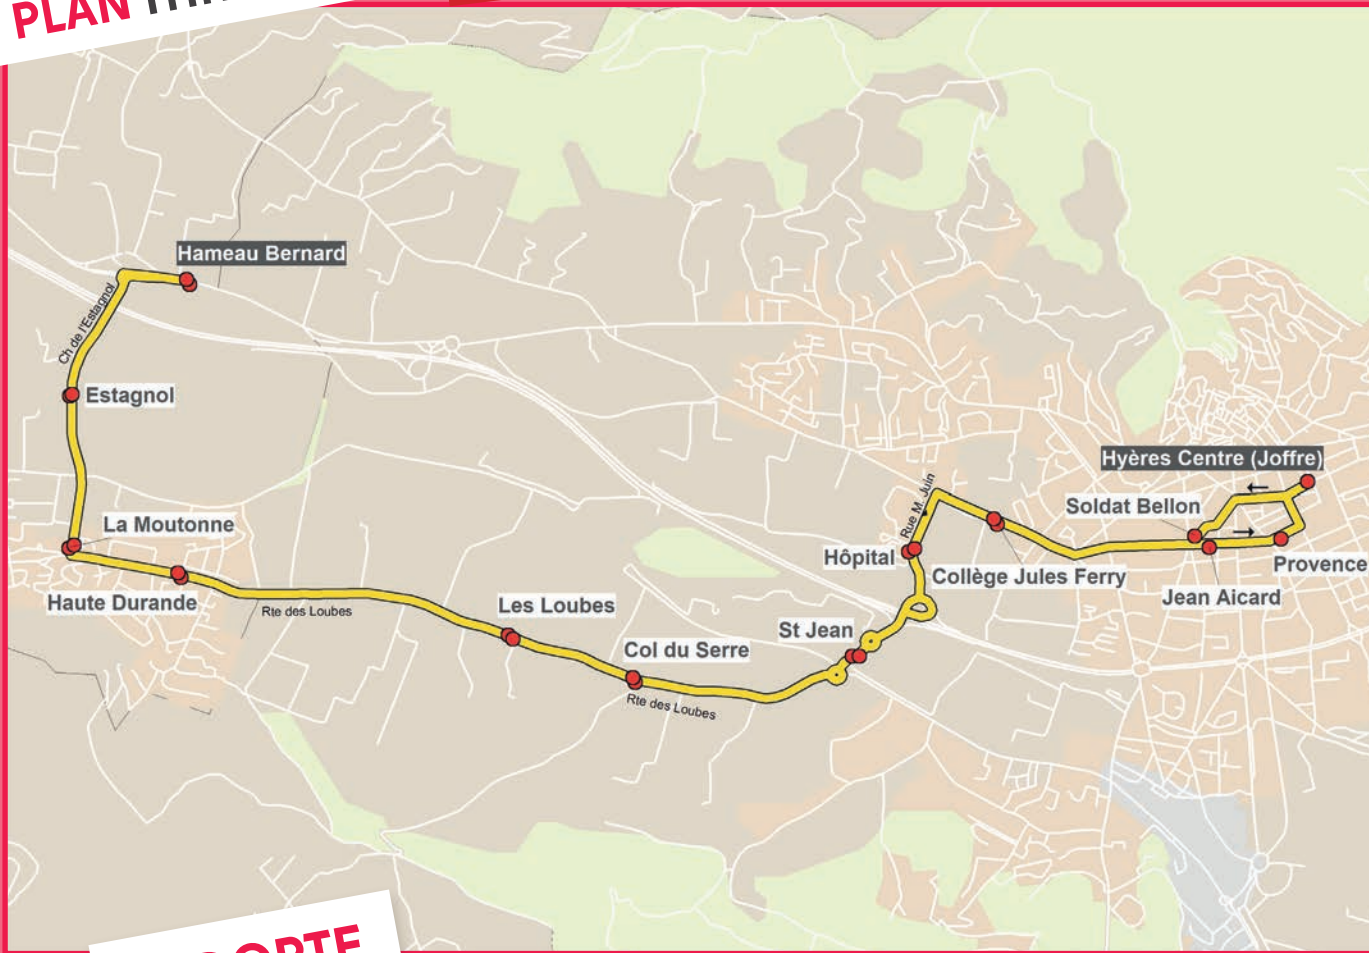 PLAN
Hameau Bernard
Ch de l'Estagnol
Estagnol
Hyères Centre (Joffre)
Rue M. Juin
Soldat Bellon
La Moutonne
Hôpital
Provence
Collège Jules Ferry
Jean Aicard
Haute Durande
Rte des Loubes
Les Loubes
St Jean
Col du Serre
Rte des Loubes